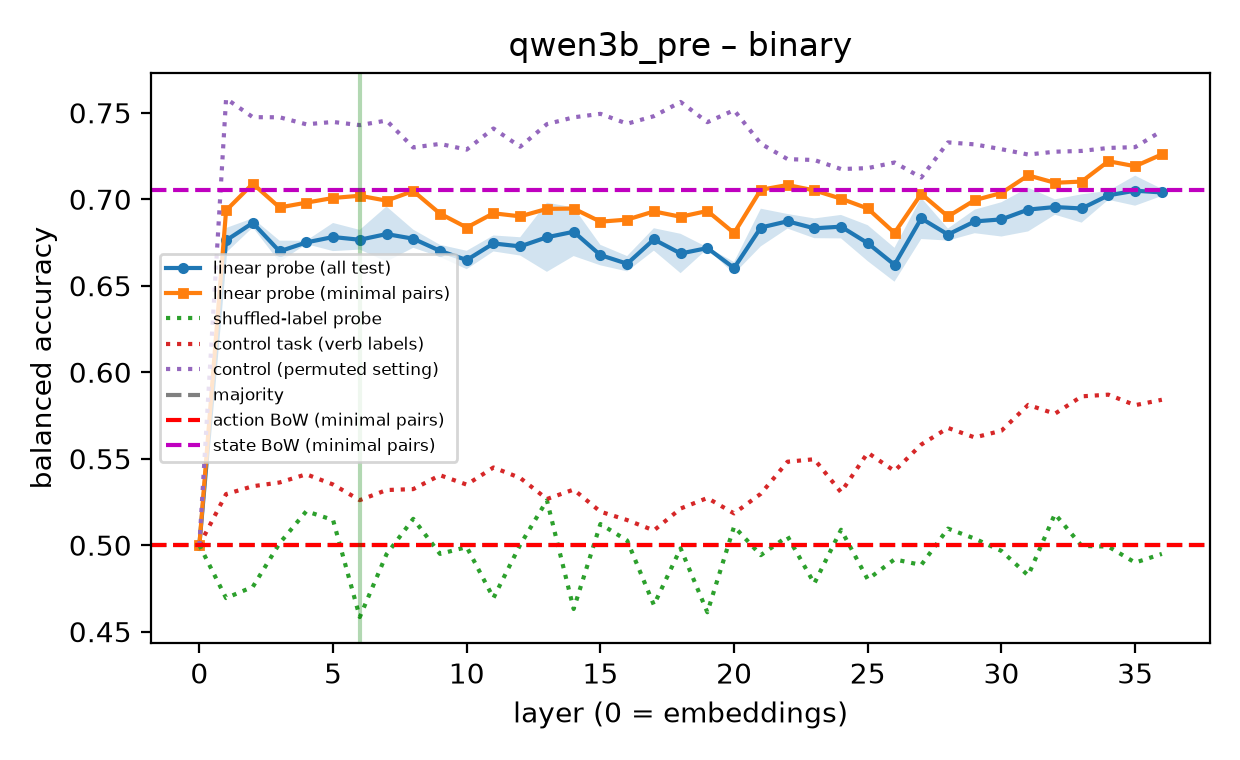 qwen3b_pre – binary
balanced accuracy
0.75
0.70
0.65
0.60
0.55
0.50
0.45
linear probe (all test)
linear probe (minimal pairs)
shuffled-label probe
control task (verb labels)
control (permuted setting)
majority
action BoW (minimal pairs)
state BoW (minimal pairs)
0 5 10 15 20 25 30 35
layer (0 = embeddings)